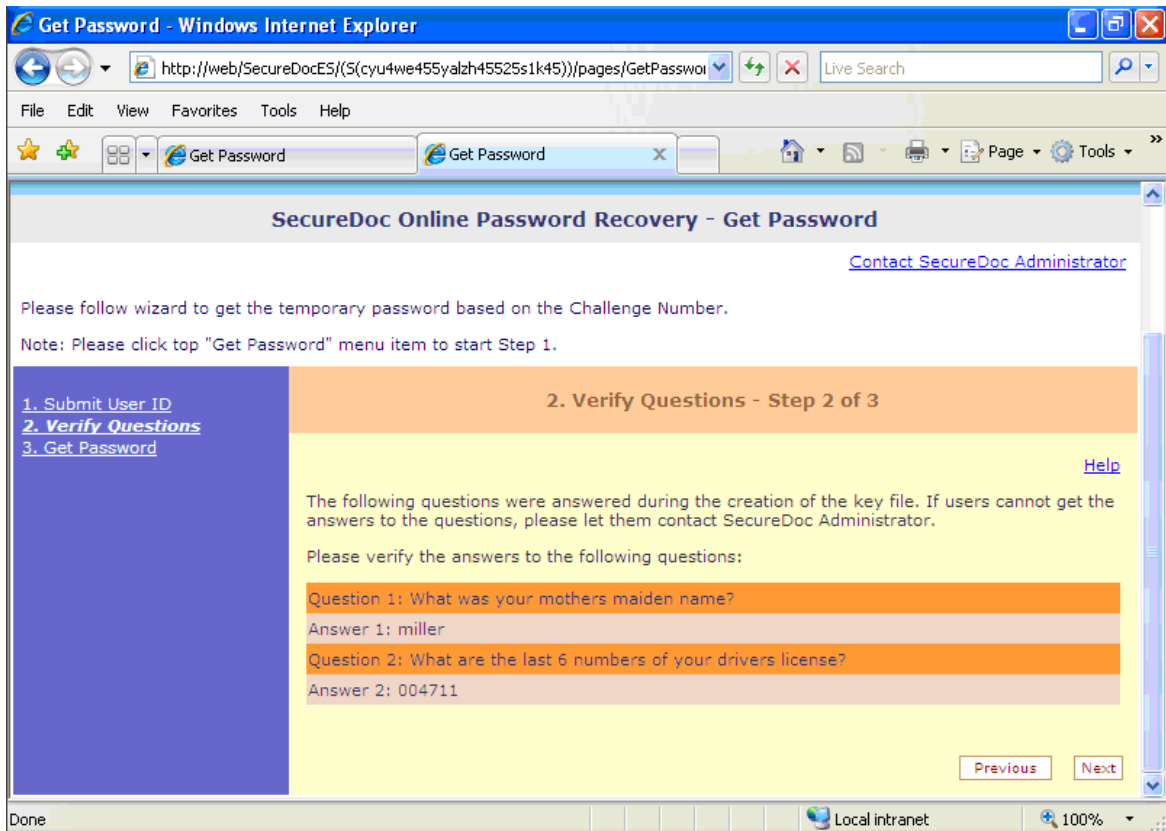 Get Password - Windows Internet Explorer
http://web/SecureDocES/(S(cyu4we455yalzh45525s1k45))/pages/GetPasswor
Live Search
File Edit View Favorites Tools Help
Get Password
Get Password
Page Tools »
SecureDoc Online Password Recovery - Get Password
Contact SecureDoc Administrator
Please follow wizard to get the temporary password based on the Challenge Number.
Note: Please click top "Get Password" menu item to start Step 1.
1. Submit User ID
2. Verify Questions
3. Get Password
2. Verify Questions - Step 2 of 3
Help
The following questions were answered during the creation of the key file. If users cannot get the
answers to the questions, please let them contact SecureDoc Administrator.
Please verify the answers to the following questions:
Question 1: What was your mothers maiden name?
Answer 1: miller
Question 2: What are the last 6 numbers of your drivers license?
Answer 2: 004711
Previous Next
Done Local intranet 100%